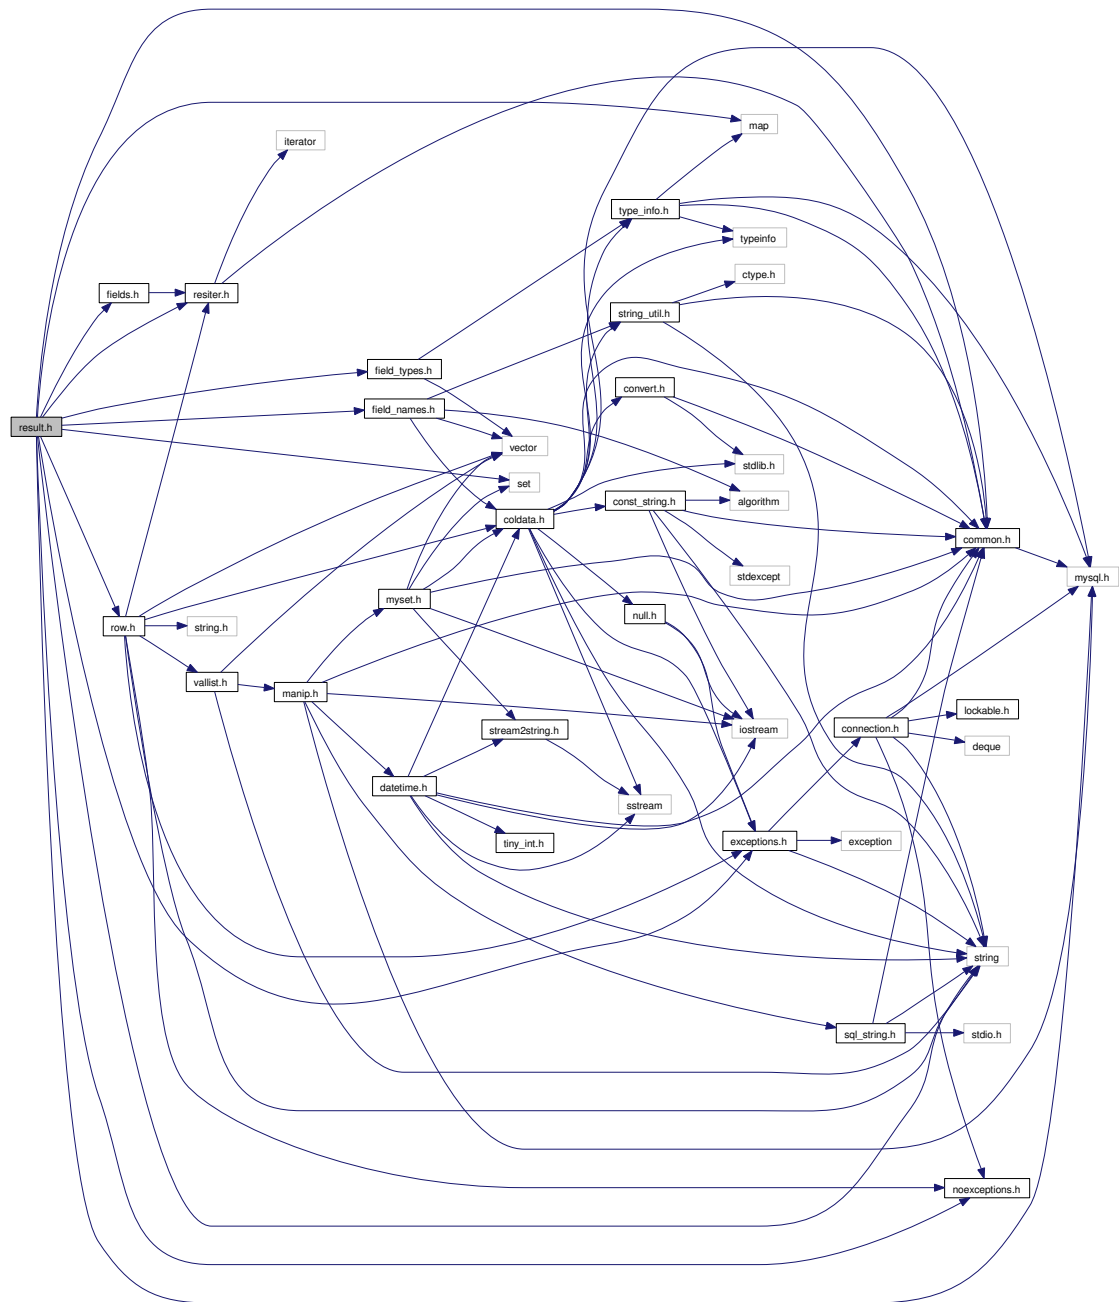 map
iterator
type_info.h
typeinfo
ctype.h
fields.h
resiter.h
string_util.h
field_types.h
convert.h
field_names.h
result.h
vector
stdlib.h
set
algorithm
const_string.h
coldata.h
common.h
stdexcept
mysql.h
myset.h
null.h
row.h
string.h
vallist.h
manip.h
lockable.h
stream2string.h
iostream
connection.h
deque
datetime.h
sstream
tiny_int.h
exceptions.h
exception
string
sql_string.h
stdio.h
noexceptions.h